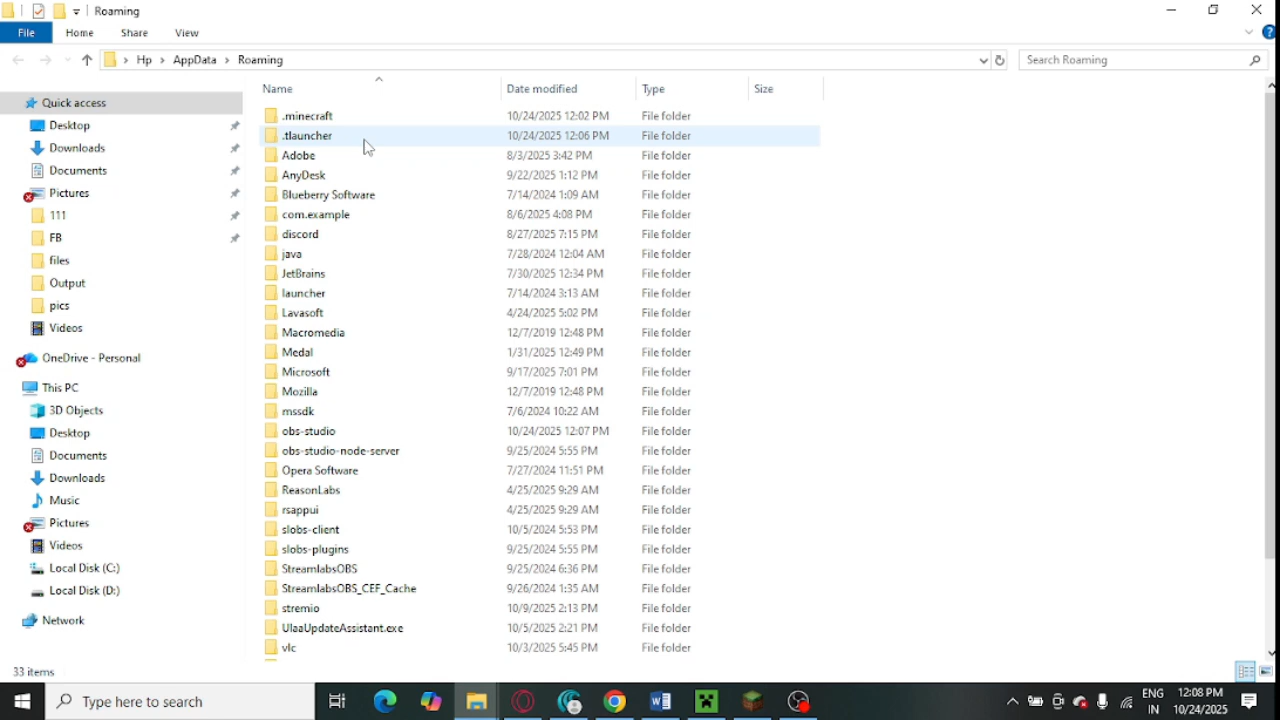 Roaming
File Home Share View
Hp AppData Roaming Search Roaming
Name Date modified Type Size
Quick access
Desktop
Downloads
Documents
Pictures
111
FB
files
Output
pics
Videos
OneDrive - Personal
This PC
3D Objects
Desktop
Documents
Downloads
Music
Pictures
Videos
Local Disk (C:)
Local Disk (D:)
Network
.minecraft 10/24/2025 12:02 PM File folder
.tlauncher 10/24/2025 12:06 PM File folder
Adobe 8/3/2025 3:42 PM File folder
AnyDesk 9/22/2025 1:12 PM File folder
Blueberry Software 7/14/2024 1:09 AM File folder
com.example 8/6/2025 4:08 PM File folder
discord 8/27/2025 7:15 PM File folder
java 7/28/2024 12:04 AM File folder
JetBrains 7/30/2025 12:34 PM File folder
launcher 7/14/2024 3:13 AM File folder
Lavasoft 4/24/2025 5:02 PM File folder
Macromedia 12/7/2019 12:48 PM File folder
Medal 1/31/2025 12:49 PM File folder
Microsoft 9/17/2025 7:01 PM File folder
Mozilla 12/7/2019 12:48 PM File folder
mssdk 7/6/2024 10:22 AM File folder
obs-studio 10/24/2025 12:07 PM File folder
obs-studio-node-server 9/25/2024 5:55 PM File folder
Opera Software 7/27/2024 11:51 PM File folder
ReasonLabs 4/25/2025 9:29 AM File folder
rsappui 4/25/2025 9:29 AM File folder
slobs-client 10/5/2024 5:53 PM File folder
slobs-plugins 9/25/2024 5:55 PM File folder
StreamlabsOBS 9/25/2024 6:36 PM File folder
StreamlabsOBS_CEF_Cache 9/26/2024 1:35 AM File folder
stremio 10/9/2025 2:13 PM File folder
UlaaUpdateAssistant.exe 10/5/2025 2:21 PM File folder
vlc 10/3/2025 5:45 PM File folder
33 items
Type here to search
ENG
IN
12:08 PM
10/24/2025